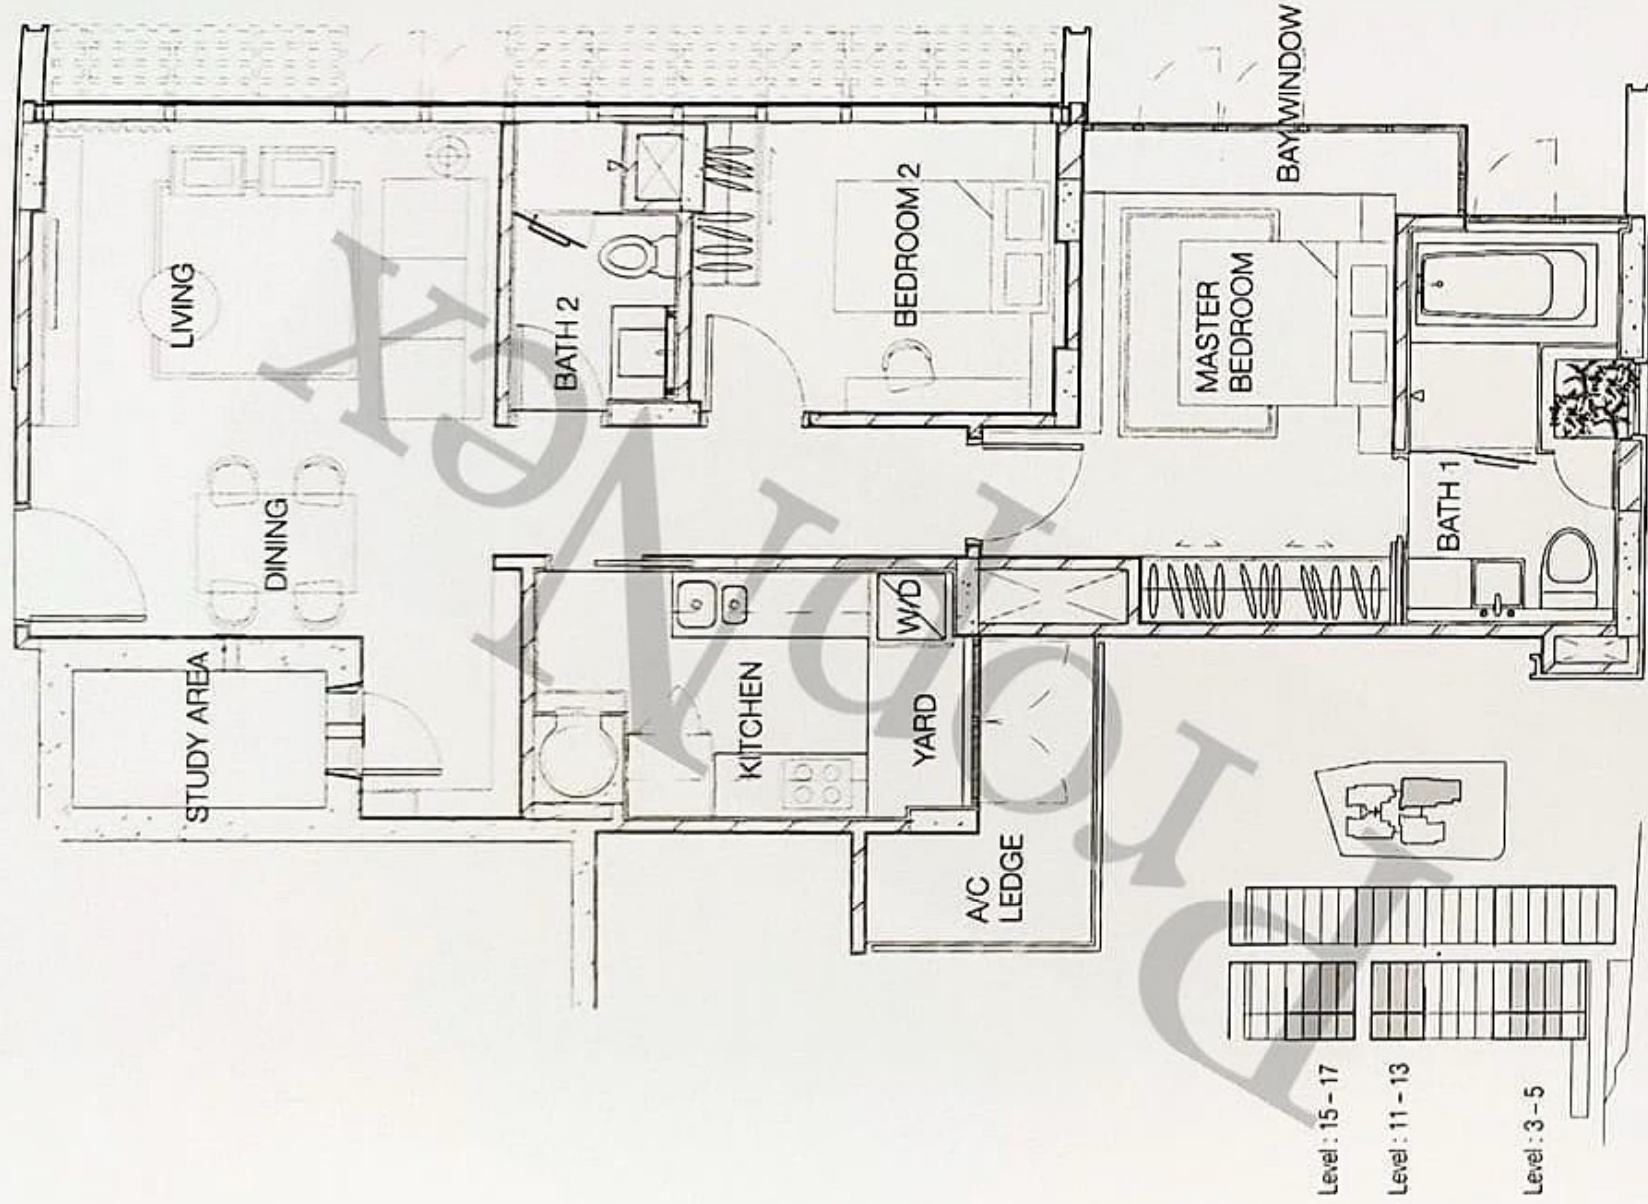 BAY WINDOW
LIVING
BATH 2
BEDROOM 2
MASTER
BEDROOM
DINING
BATH 1
STUDY AREA
KITCHEN
W/D
YARD
A/C
LEDGE
Level : 15 – 17
Level : 11 – 13
Level : 3 – 5
PropNex